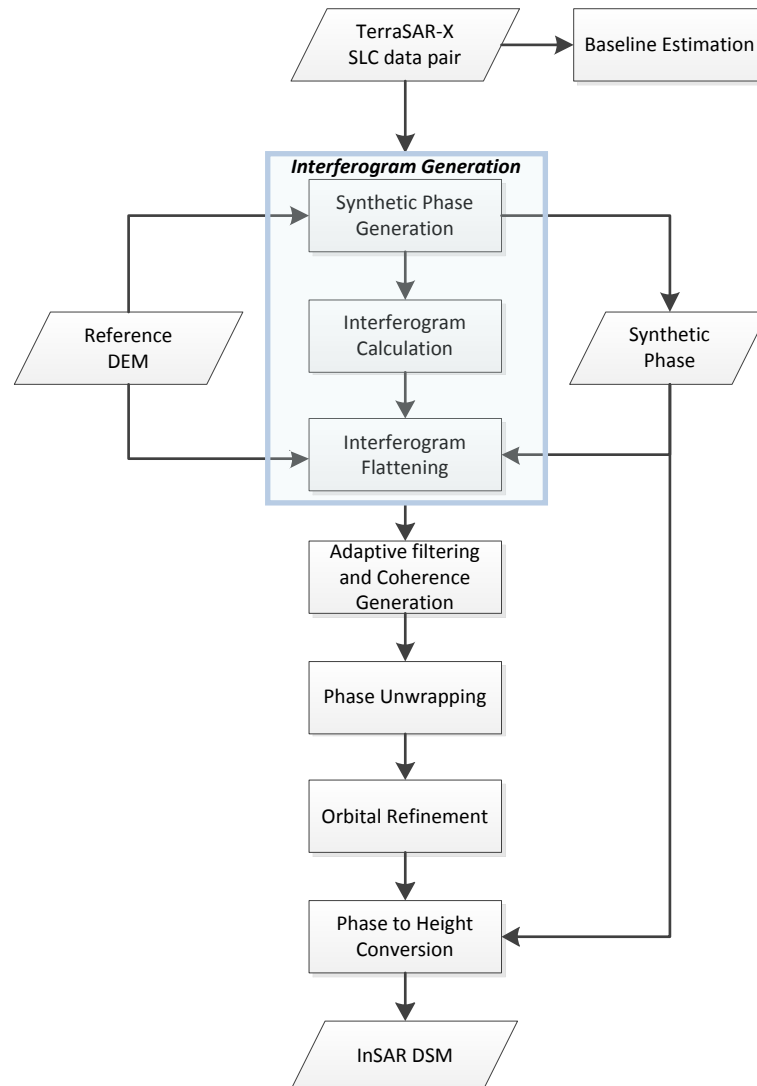 TerraSAR-X
SLC data pair
Baseline Estimation
Interferogram Generation
Synthetic Phase
Generation
Interferogram
Calculation
Reference
DEM
Synthetic
Phase
Interferogram
Flattening
Adaptive filtering
and Coherence
Generation
Phase Unwrapping
Orbital Refinement
Phase to Height
Conversion
InSAR DSM